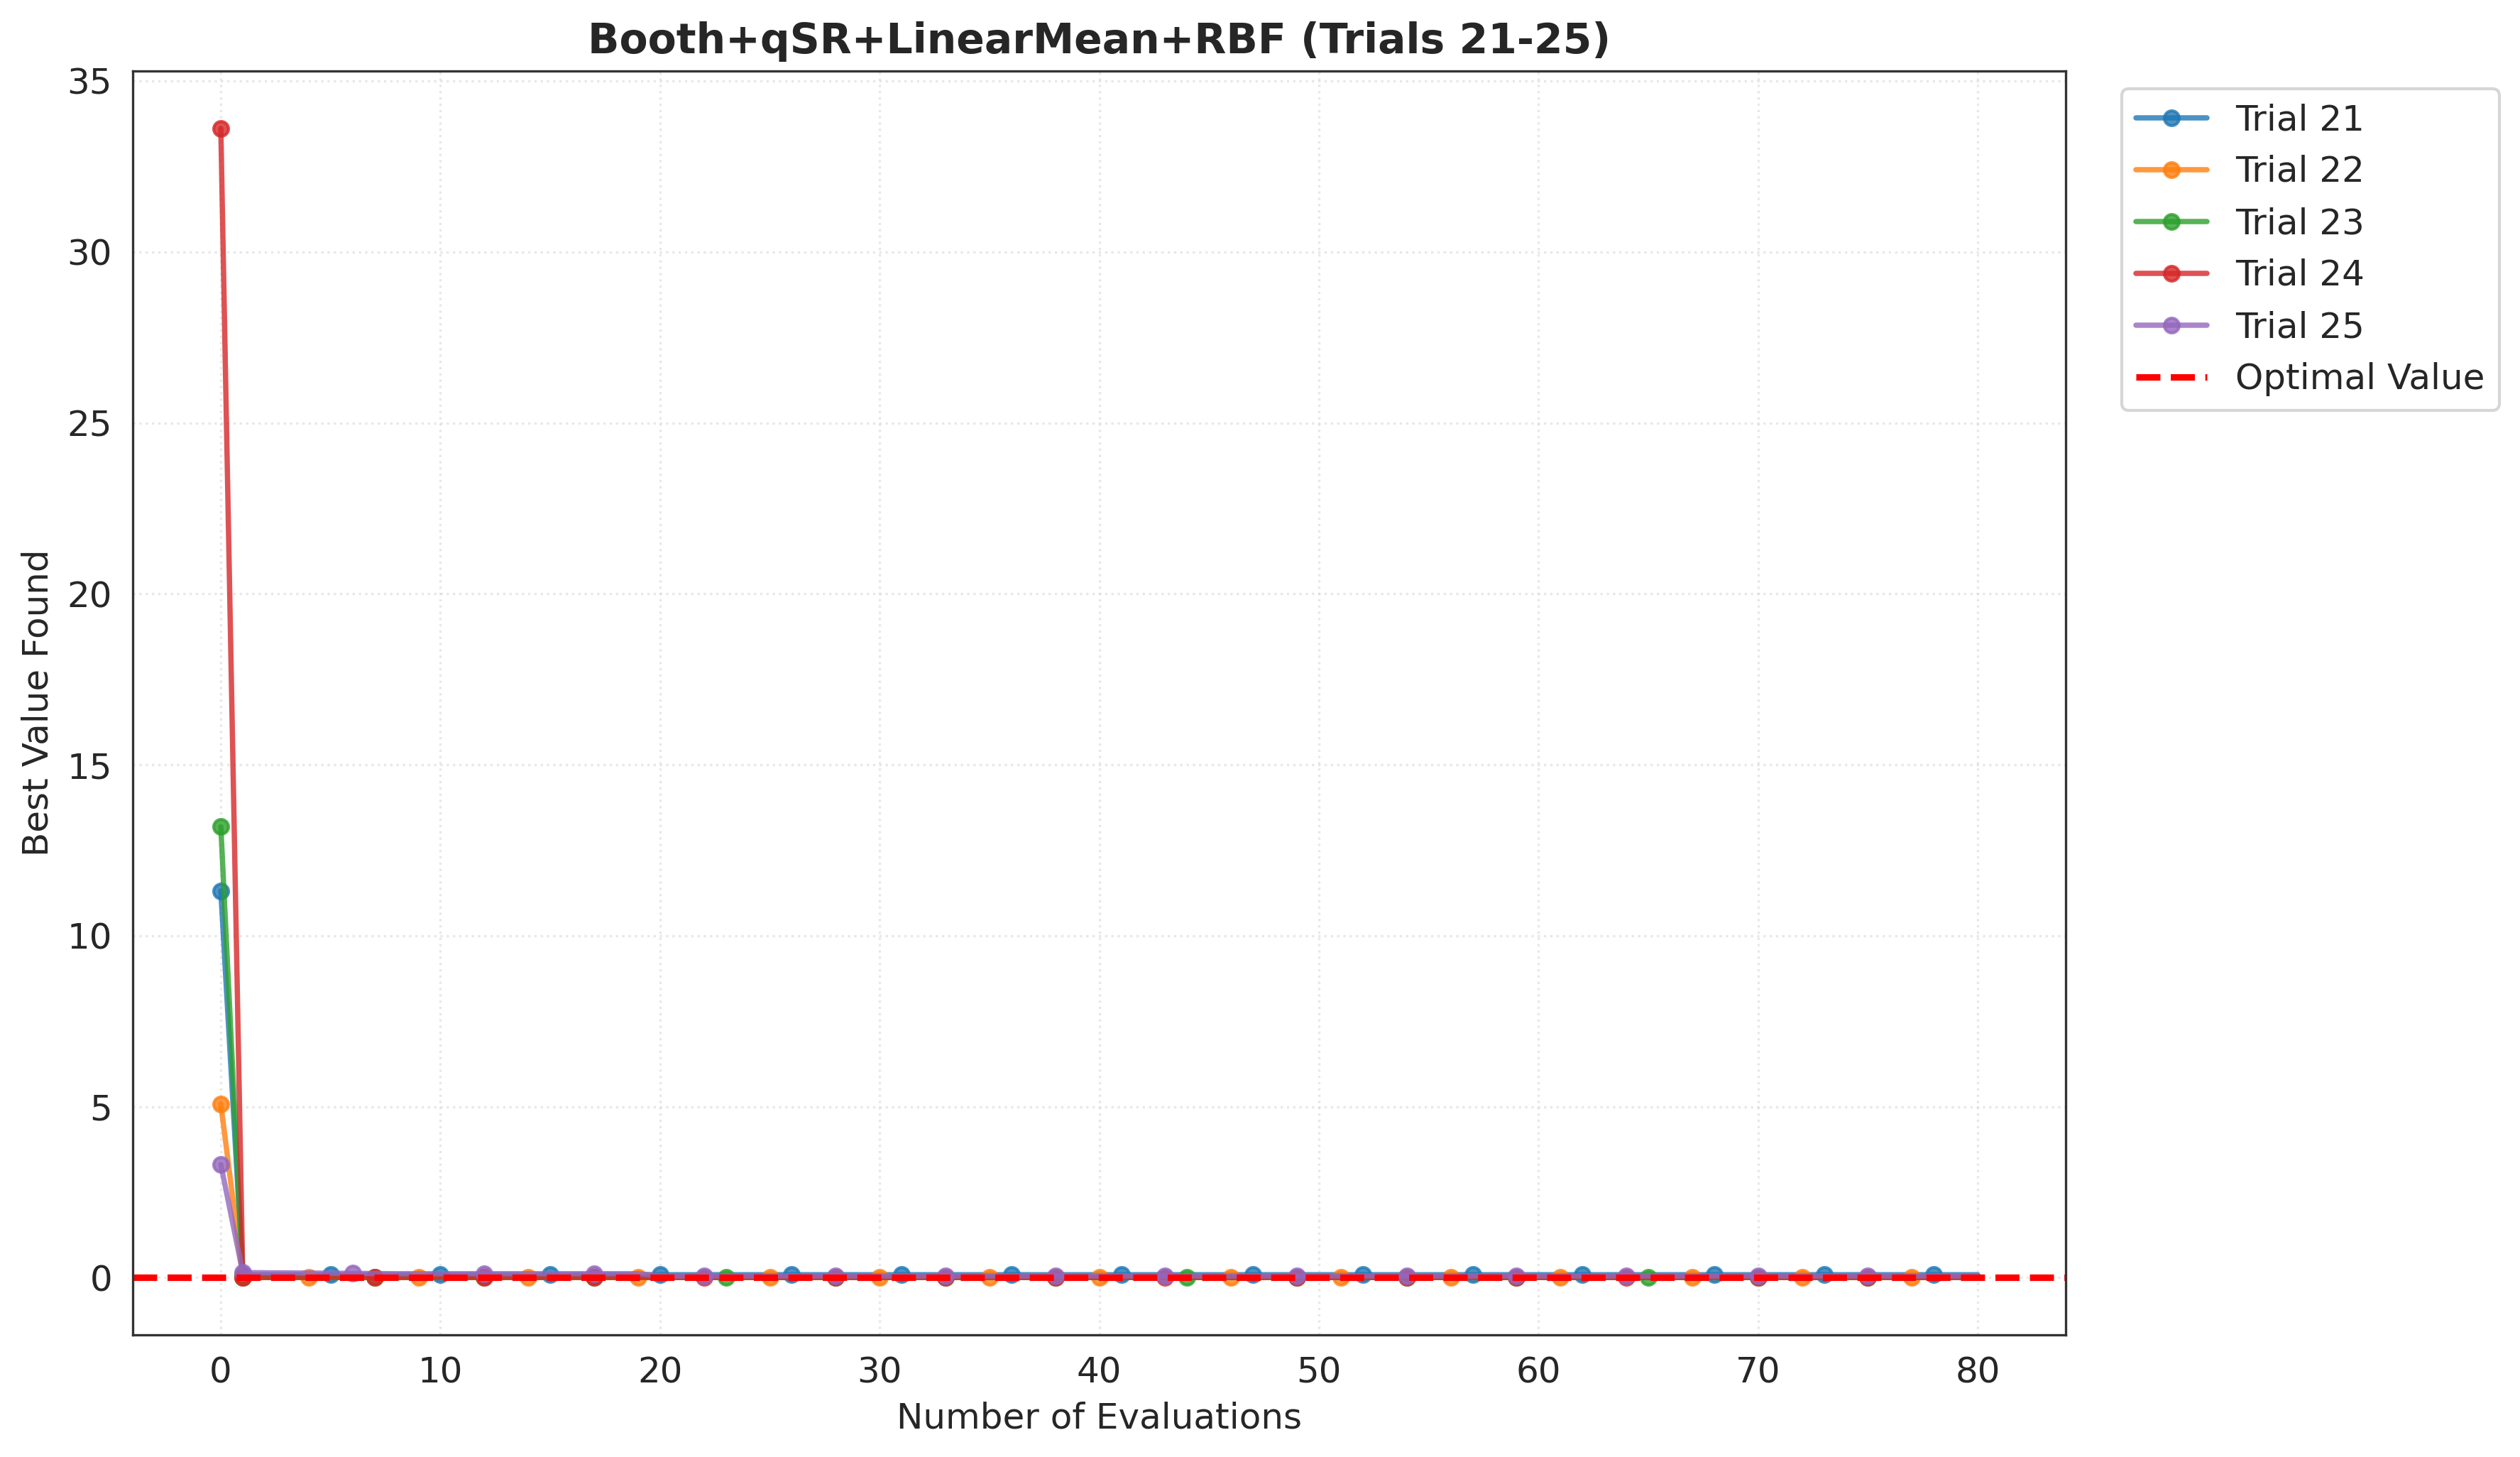 Booth+qSR+LinearMean+RBF (Trials 21-25)
Best Value Found
35
30
25
20
15
10
5
0
0 10 20 30 40 50 60 70 80
Number of Evaluations
Trial 21
Trial 22
Trial 23
Trial 24
Trial 25
Optimal Value